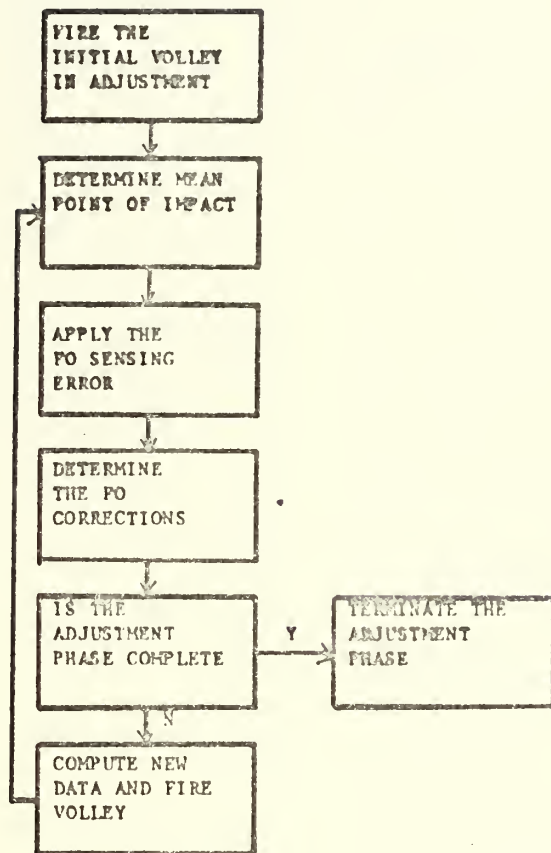 FIRE THE
INITIAL VOLLEY
IN ADJUSTMENT
DETERMINE MEAN
POINT OF IMPACT
APPLY THE
FO SENSING
ERROR
DETERMINE
THE FO
CORRECTIONS
IS THE
ADJUSTMENT
PHASE COMPLETE
Y
TERMINATE THE
ADJUSTMENT
PHASE
N
COMPUTE NEW
DATA AND FIRE
VOLLEY